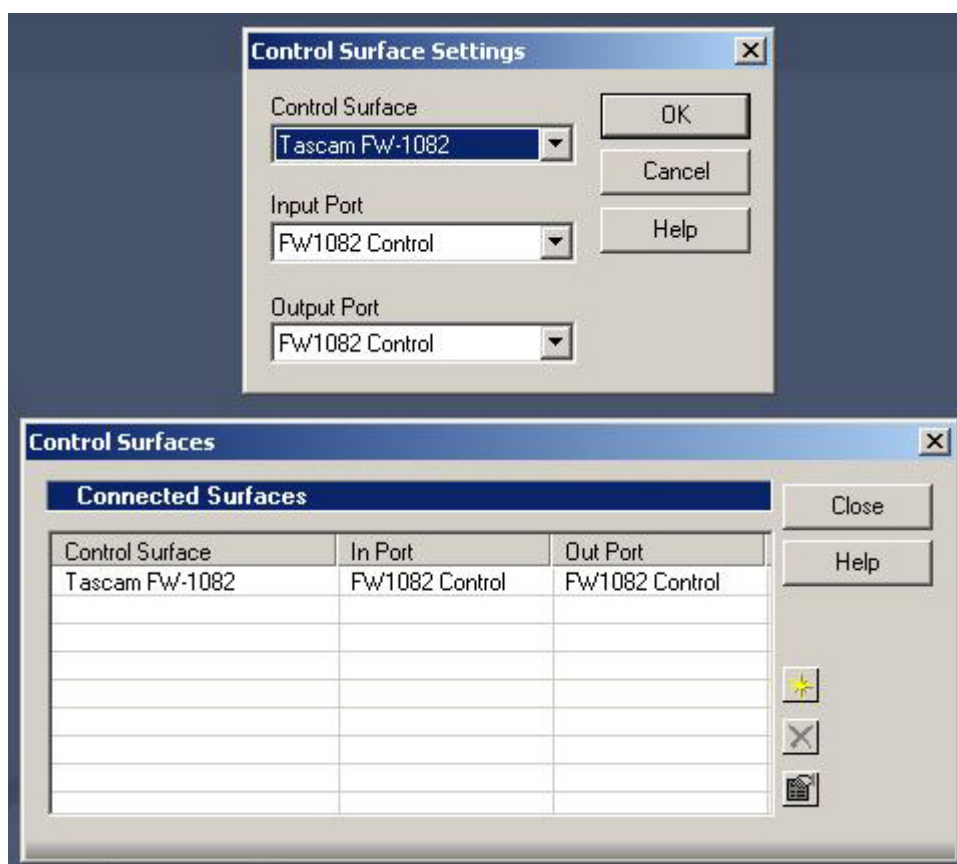 Control Surface Settings
Control Surface
Tascam FW-1082
OK
Cancel
Input Port
FW1082 Control
Help
Output Port
FW1082 Control
Control Surfaces
Connected Surfaces
Close
Control Surface In Port Out Port
Help
Tascam FW-1082 FW1082 Control FW1082 Control